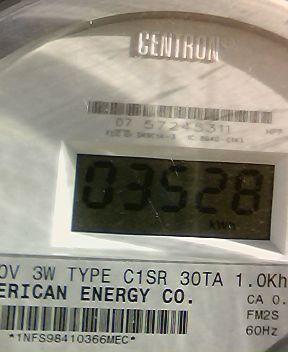 CENTRON®
07 57245311
03528
kWh
0V 3W TYPE C1SR 30TA 1.0Kh
ERICAN ENERGY CO.
CA 0.
FM2S
60Hz
*1NFS98410366MEC*